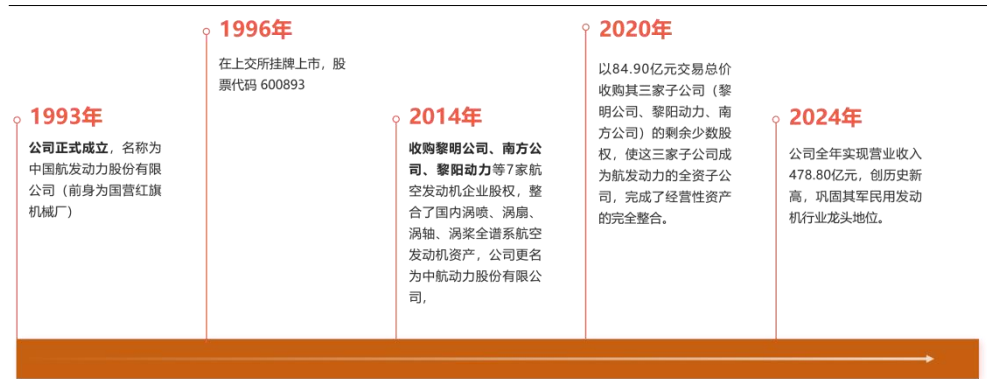 1993年
公司正式成立，名称为
中国航发动力股份有限
公司（前身为国营红旗
机械厂）
1996年
在上交所挂牌上市，股
票代码 600893
2014年
收购黎明公司、南方公
司、黎阳动力等7家航
空发动机企业股权，整
合了国内涡喷、涡扇、
涡轴、涡桨全谱系航空
发动机资产，公司更名
为中航动力股份有限公
司，
2020年
以84.90亿元交易总价
收购其三家子公司（黎
明公司、黎阳动力、南
方公司）的剩余少数股
权，使这三家子公司成
为航发动力的全资子公
司，完成了经营性资产
的完全整合。
2024年
公司全年实现营业收入
478.80亿元，创历史新
高，巩固其军民用发动
机行业龙头地位。